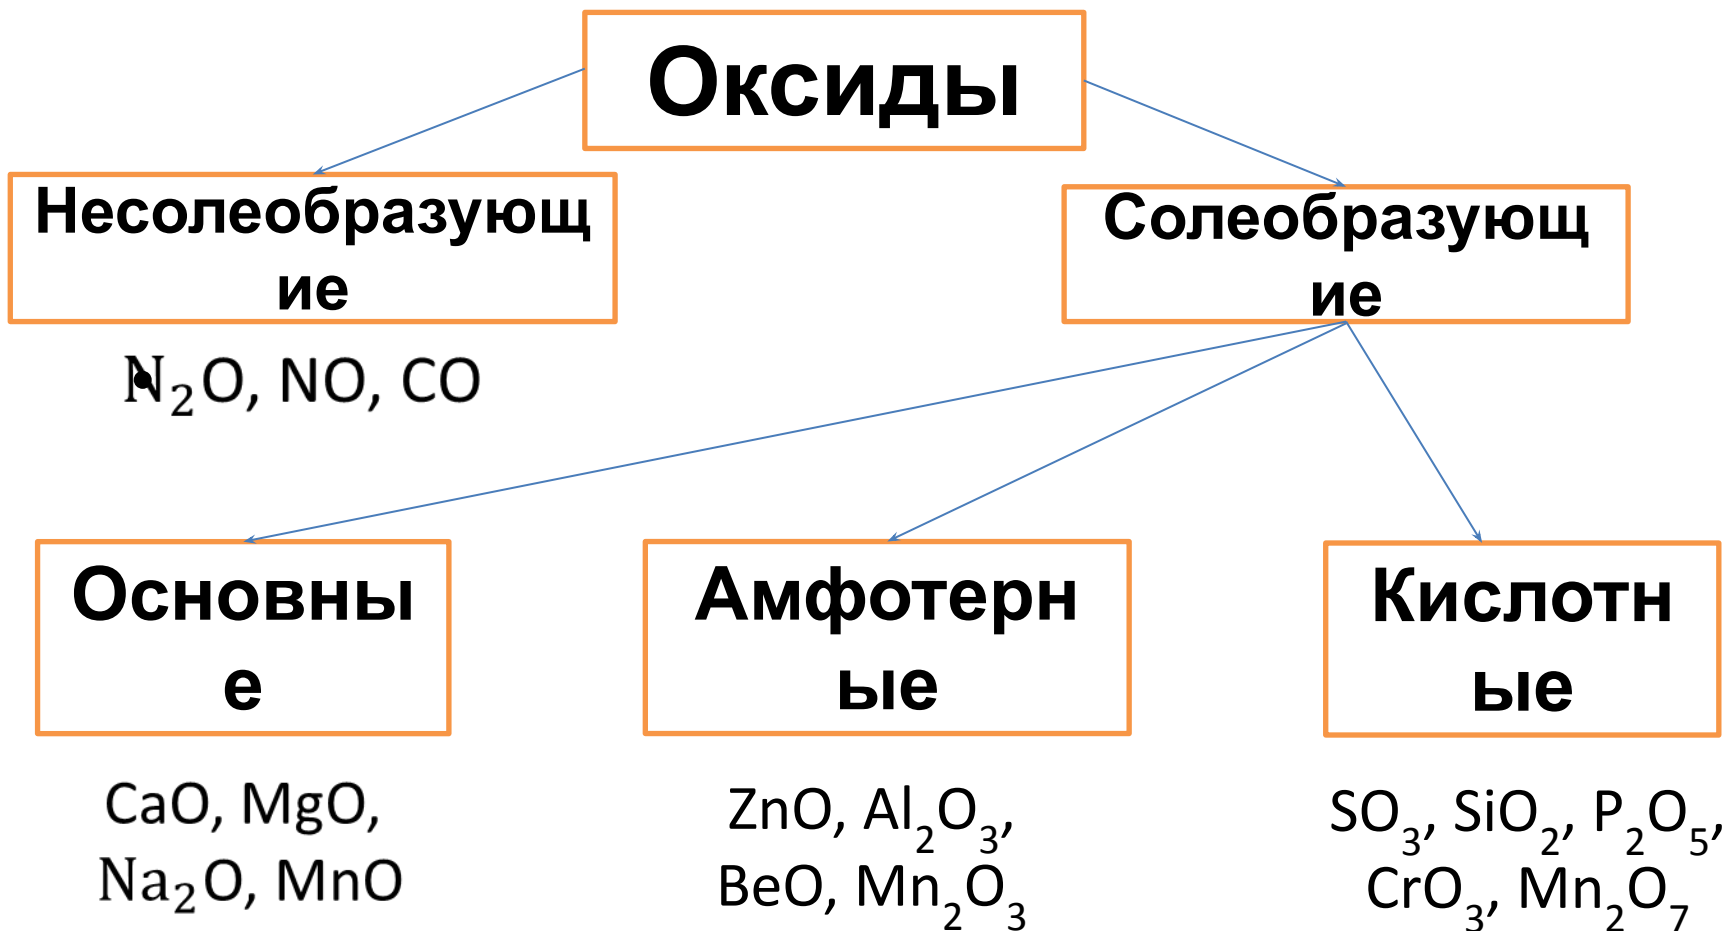 Оксиды
Несолеобразующ
ие
Солеобразующ
ие
N₂O, NO, CO
Основны
е
Амфотерн
ые
Кислотн
ые
CaO, MgO,
Na₂O, MnO
ZnO, Al₂O₃,
BeO, Mn₂O₃
SO₃, SiO₂, P₂O₅,
CrO₃, Mn₂O₇